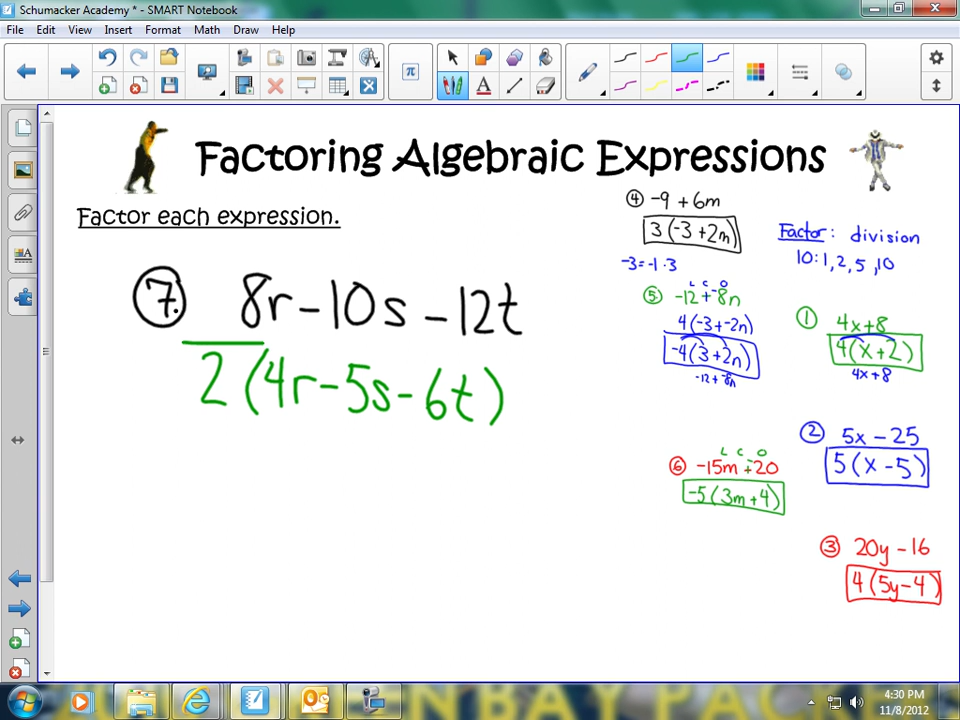 Schumacker Academy * - SMART Notebook
File Edit View Insert Format Math Draw Help
Factoring Algebraic Expressions
Factor each expression.
7. 8r - 10s - 12t
2 (4r - 5s - 6t)
④ -9 + 6m
3 (-3 + 2m)
-3 = -1 · 3
Factor : division
10 : 1, 2, 5, 10
L C O
⑤ -12 + -8n
4 (-3 + -2n)
-4 (3 + 2n)
-12 + -8n
① 4x + 8
4 (x + 2)
4x + 8
② 5x - 25
5 (x - 5)
L C O
⑥ -15m + -20
-5 (3m + 4)
③ 20y - 16
4 (5y - 4)
4:30 PM
11/8/2012